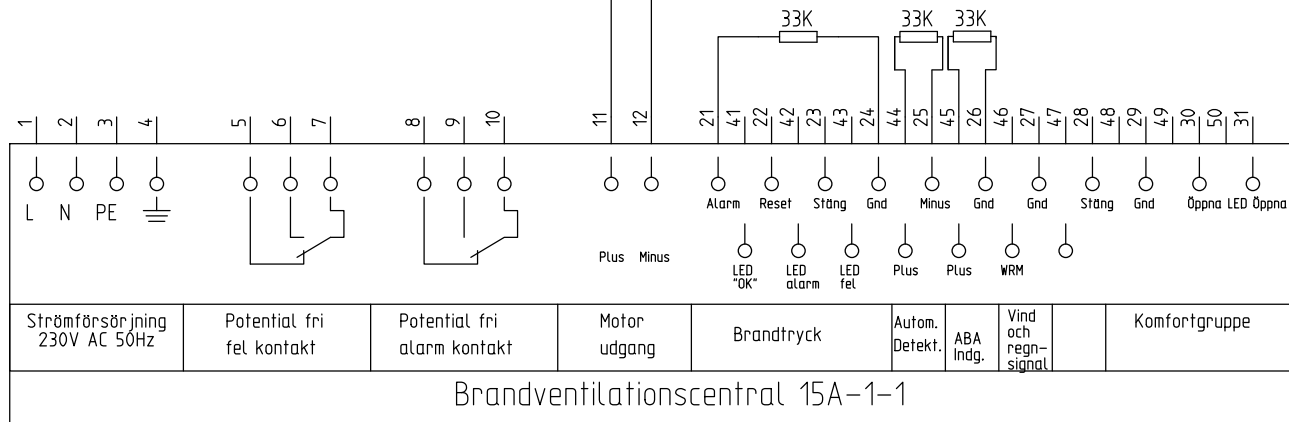 33K 33K 33K
1 2 3 4 5 6 7 8 9 10 11 12 21 41 22 42 23 43 24 44 25 45 26 46 27 47 28 48 29 49 30 50 31
L N PE
Alarm Reset Stäng Gnd Minus Gnd Gnd Stäng Gnd Öppna LED Öppna
Plus Minus
LED "OK"
LED alarm
LED fel
Plus Plus WRM
Strömförsörjning
230V AC 50Hz
Potential fri
fel kontakt
Potential fri
alarm kontakt
Motor
udgang
Brandtryck
Autom.
Detekt.
ABA
Indg.
Vind
och
regn-
signal
Komfortgruppe
Brandventilationscentral 15A-1-1